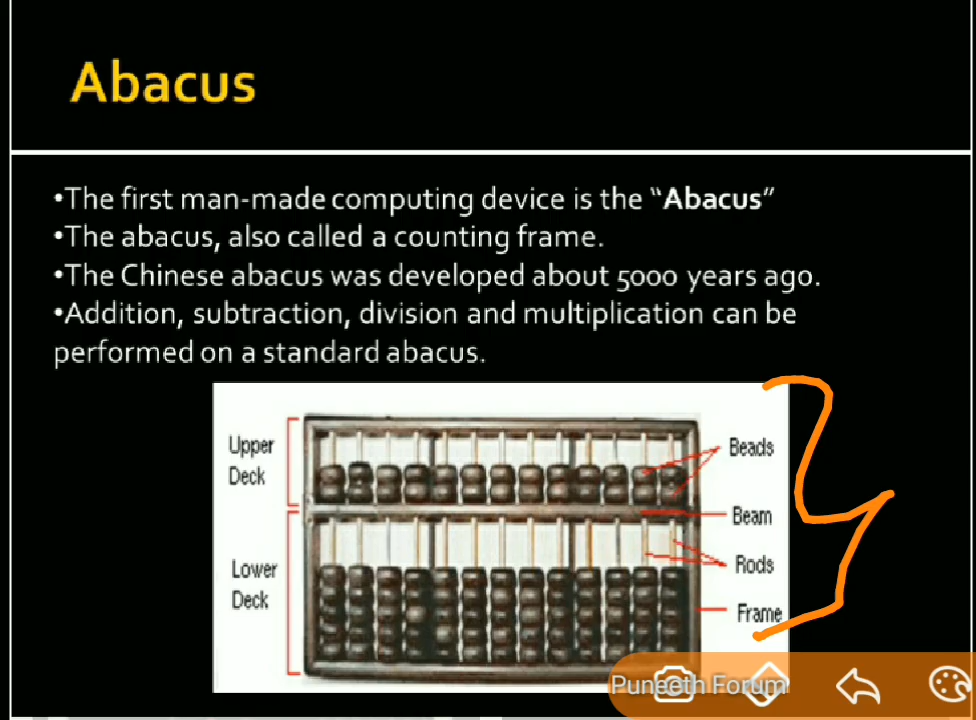 Abacus
•The first man-made computing device is the “Abacus”
•The abacus, also called a counting frame.
•The Chinese abacus was developed about 5000 years ago.
•Addition, subtraction, division and multiplication can be
performed on a standard abacus.
Upper
Deck
Beads
Beam
Lower
Deck
Rods
Frame
Puneeth Forum